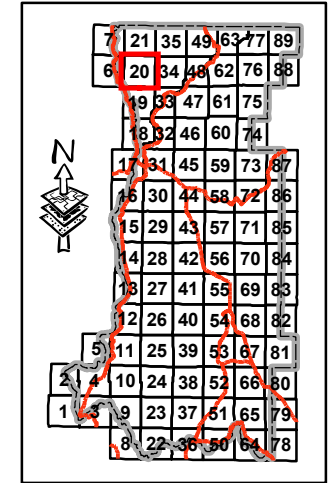 7 21 35 49 63 77 89
6 20 34 48 62 76 88
19 33 47 61 75
18 32 46 60 74
N
17 31 45 59 73 87
16 30 44 58 72 86
15 29 43 57 71 85
14 28 42 56 70 84
13 27 41 55 69 83
12 26 40 54 68 82
5 11 25 39 53 67 81
2 4 10 24 38 52 66 80
1 3 9 23 37 51 65 79
8 22 36 50 64 78